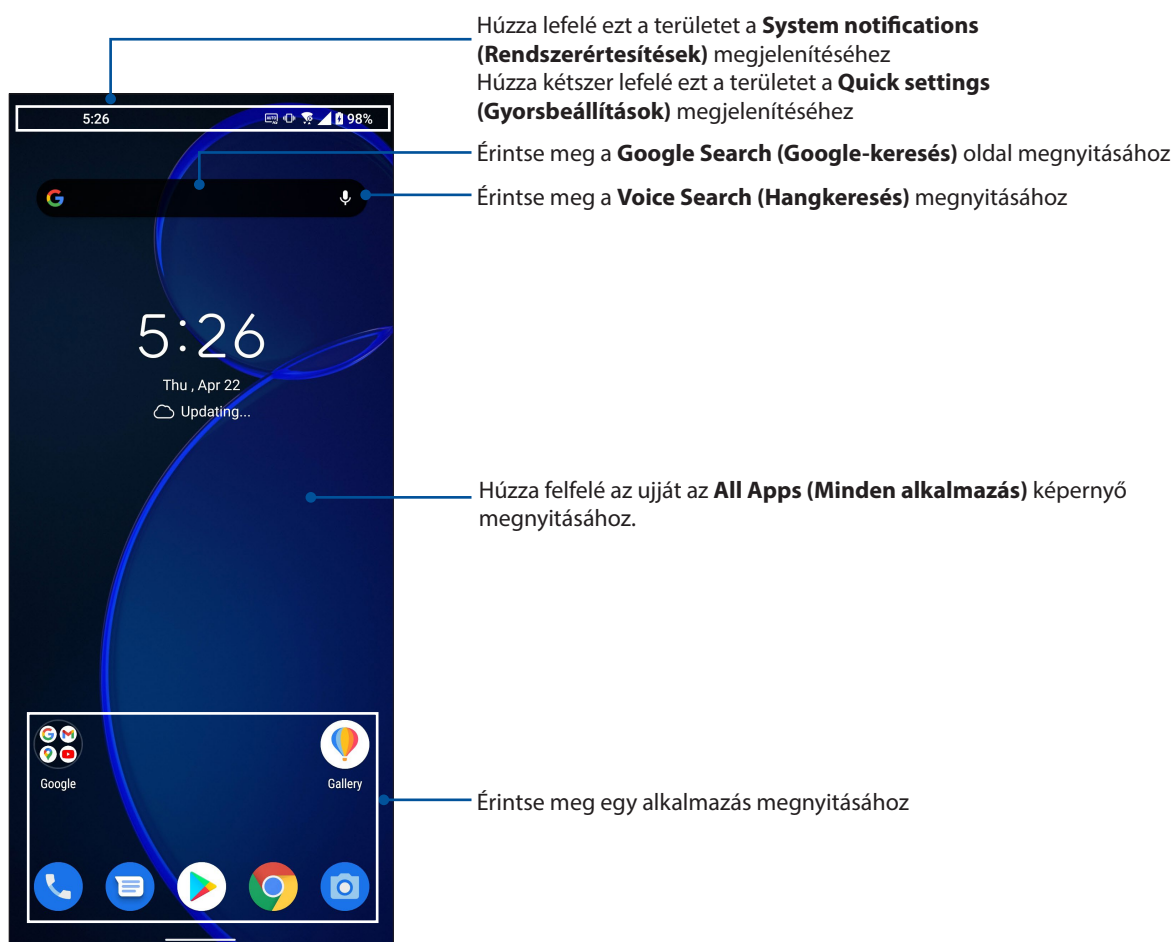 Húzza lefelé ezt a területet a System notifications
(Rendszerértesítések) megjelenítéséhez
Húzza kétszer lefelé ezt a területet a Quick settings
(Gyorsbeállítások) megjelenítéséhez
5:26
98%
Érintse meg a Google Search (Google-keresés) oldal megnyitásához
Érintse meg a Voice Search (Hangkeresés) megnyitásához
5:26
Thu , Apr 22
Updating...
Húzza felfelé az ujját az All Apps (Minden alkalmazás) képernyő
megnyitásához.
Google
Gallery
Érintse meg egy alkalmazás megnyitásához